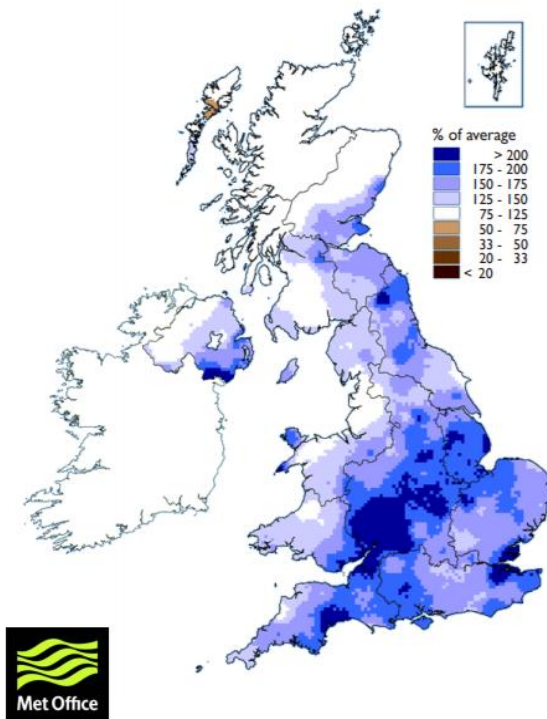 % of average
> 200
175 - 200
150 - 175
125 - 150
75 - 125
50 - 75
33 - 50
20 - 33
< 20
Met Office